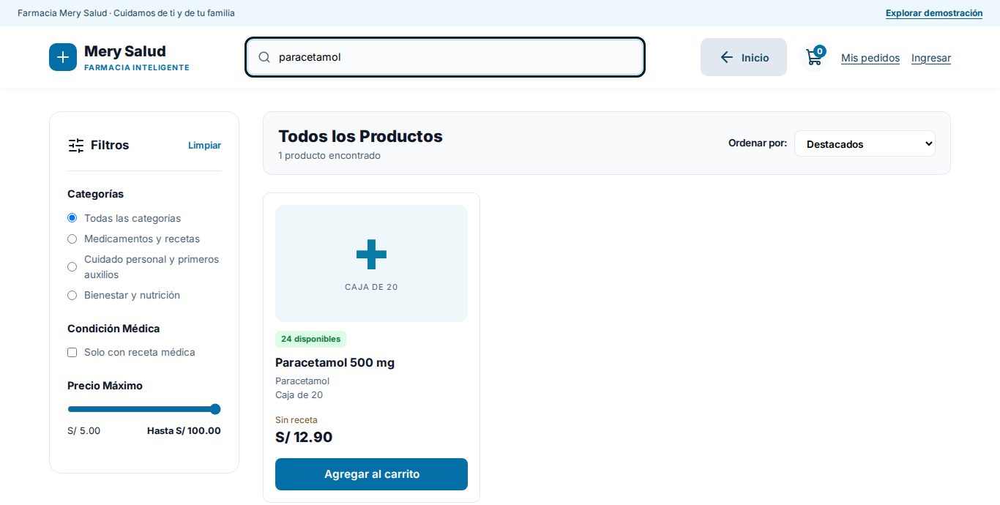 Farmacia Mery Salud · Cuidamos de ti y de tu familia
Explorar demostración
Mery Salud
FARMACIA INTELIGENTE
paracetamol
Inicio
0
Mis pedidos
Ingresar
Filtros
Limpiar
Categorías
Todas las categorías
Medicamentos y recetas
Cuidado personal y primeros
auxilios
Bienestar y nutrición
Condición Médica
Solo con receta médica
Precio Máximo
S/ 5.00
Hasta S/ 100.00
Todos los Productos
1 producto encontrado
Ordenar por:
Destacados
CAJA DE 20
24 disponibles
Paracetamol 500 mg
Paracetamol
Caja de 20
Sin receta
S/ 12.90
Agregar al carrito